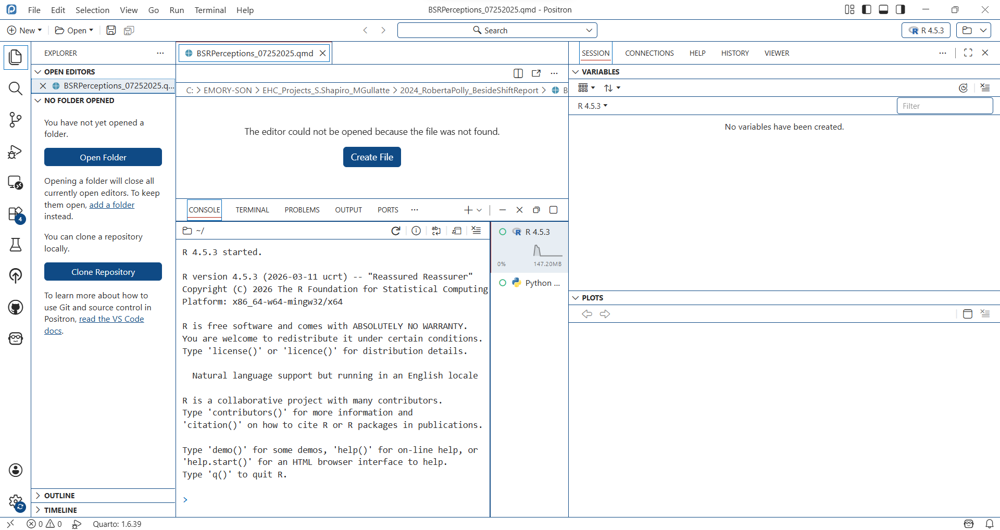 File Edit Selection View Go Run Terminal Help
BSRPerceptions_07252025.qmd - Positron
New Open
Search
R 4.5.3
EXPLORER
OPEN EDITORS
BSRPerceptions_07252025.q...
NO FOLDER OPENED
You have not yet opened a
folder.
Open Folder
Opening a folder will close all
currently open editors. To keep
them open, add a folder
instead.
You can clone a repository
locally.
Clone Repository
To learn more about how to
use Git and source control in
Positron, read the VS Code
docs.
OUTLINE
TIMELINE
4
BSRPerceptions_07252025.qmd
C: > EMORY-SON > EHC_Projects_S.Shapiro_MGullatte > 2024_RobertaPolly_BesideShiftReport > B
The editor could not be opened because the file was not found.
Create File
CONSOLE TERMINAL PROBLEMS OUTPUT PORTS
~/
R 4.5.3 started.
R version 4.5.3 (2026-03-11 ucrt) -- "Reassured Reassurer"
Copyright (C) 2026 The R Foundation for Statistical Computing
Platform: x86_64-w64-mingw32/x64
R is free software and comes with ABSOLUTELY NO WARRANTY.
You are welcome to redistribute it under certain conditions.
Type 'license()' or 'licence()' for distribution details.
Natural language support but running in an English locale
R is a collaborative project with many contributors.
Type 'contributors()' for more information and
'citation()' on how to cite R or R packages in publications.
Type 'demo()' for some demos, 'help()' for on-line help, or
'help.start()' for an HTML browser interface to help.
Type 'q()' to quit R.
>
R 4.5.3
0% 147.20MB
Python ...
SESSION CONNECTIONS HELP HISTORY VIEWER
VARIABLES
R 4.5.3
Filter
No variables have been created.
PLOTS
0 0 Quarto: 1.6.39